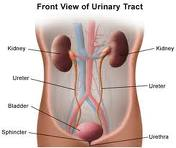 Front View of Urinary Tract
Kidney Kidney
Ureter Ureter
Bladder
Sphincter Urethra